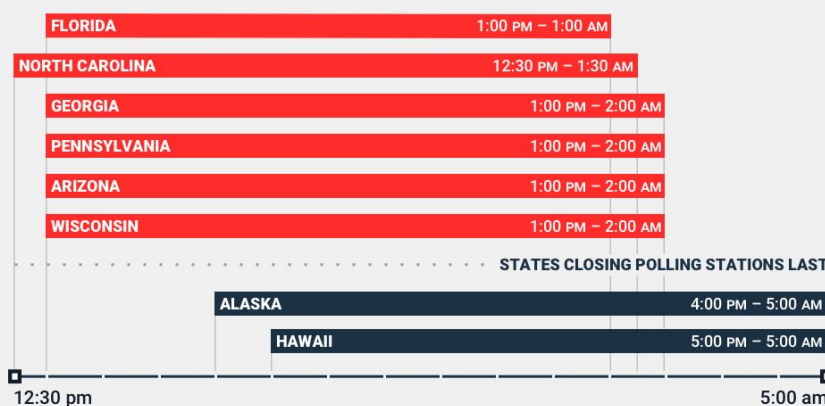 FLORIDA 1:00 PM – 1:00 AM
NORTH CAROLINA 12:30 PM – 1:30 AM
GEORGIA 1:00 PM – 2:00 AM
PENNSYLVANIA 1:00 PM – 2:00 AM
ARIZONA 1:00 PM – 2:00 AM
WISCONSIN 1:00 PM – 2:00 AM
STATES CLOSING POLLING STATIONS LAST
ALASKA 4:00 PM – 5:00 AM
HAWAII 5:00 PM – 5:00 AM
12:30 pm 5:00 am